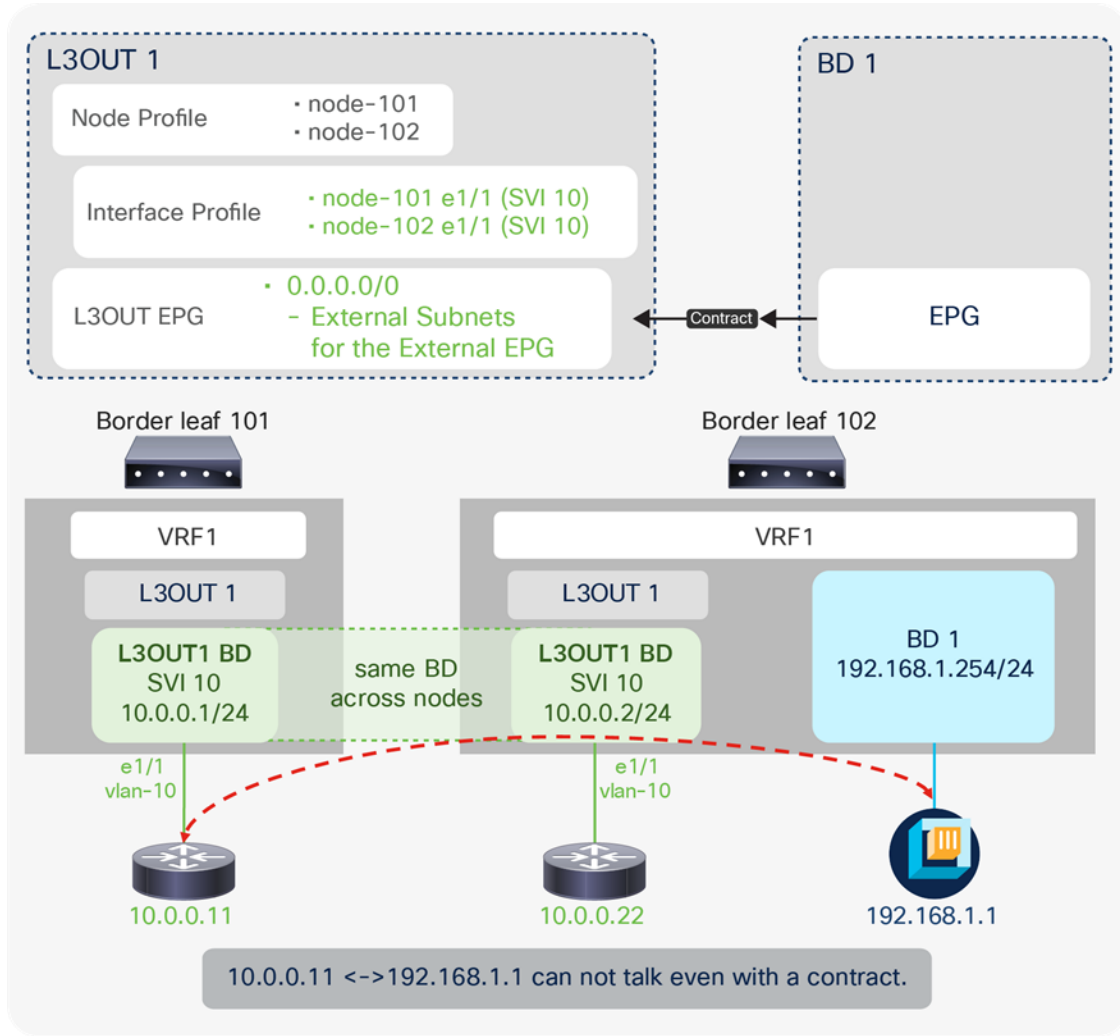 L3OUT 1
Node Profile
• node-101
• node-102
Interface Profile
• node-101 e1/1 (SVI 10)
• node-102 e1/1 (SVI 10)
L3OUT EPG
• 0.0.0.0/0
- External Subnets
for the External EPG
Contract
BD 1
EPG
Border leaf 101
Border leaf 102
VRF1
L3OUT 1
L3OUT1 BD
SVI 10
10.0.0.1/24
same BD
across nodes
VRF1
L3OUT 1
L3OUT1 BD
SVI 10
10.0.0.2/24
BD 1
192.168.1.254/24
e1/1
vlan-10
e1/1
vlan-10
10.0.0.11
10.0.0.22
192.168.1.1
10.0.0.11 <->192.168.1.1 can not talk even with a contract.